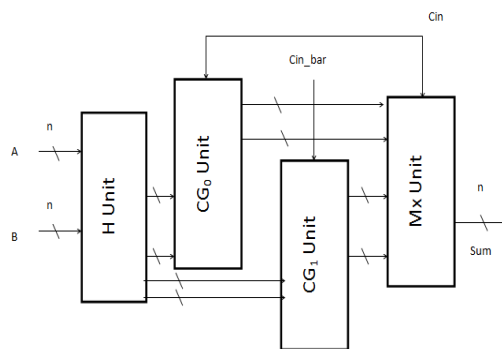 Cin
Cin_bar
n
A
n
B
H Unit
CG₀ Unit
CG₁ Unit
Mx Unit
n
Sum